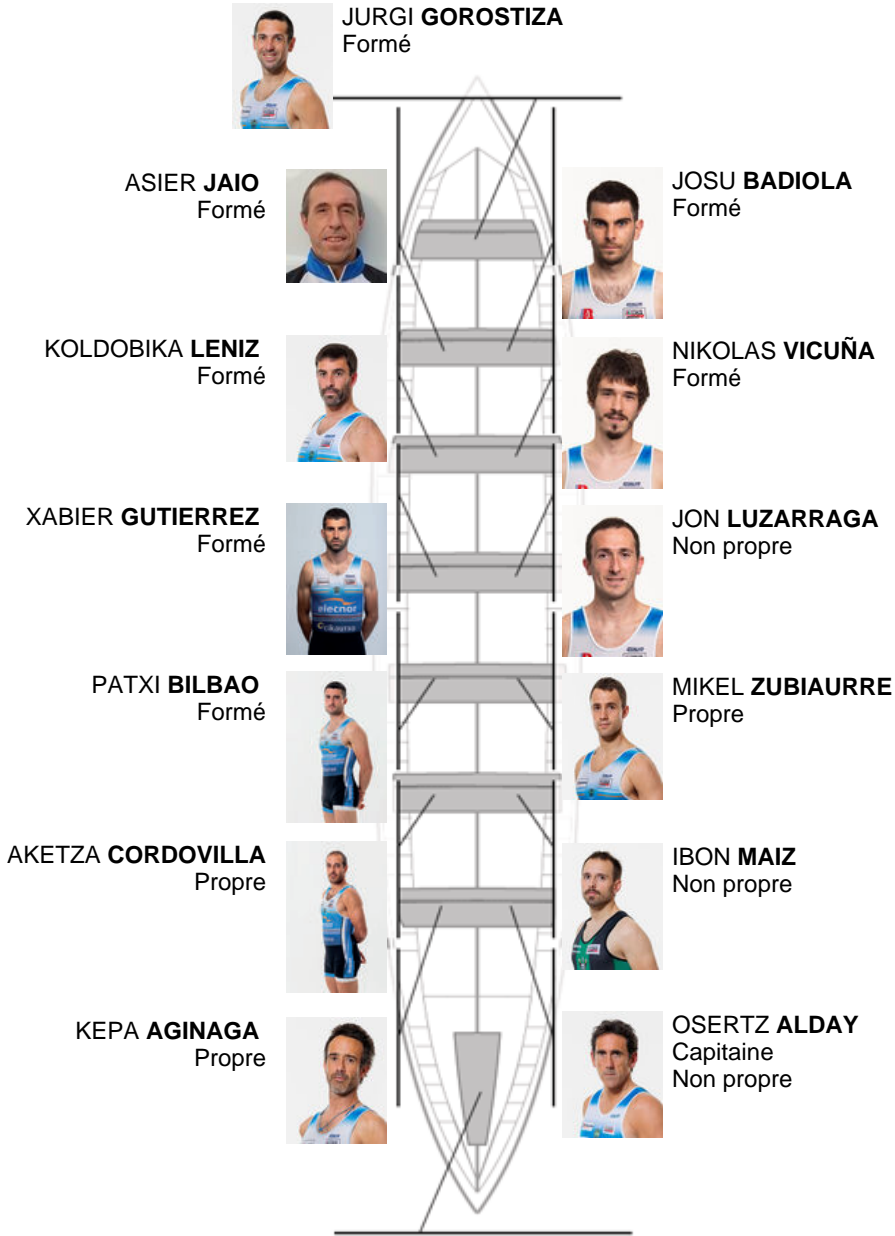 JURGI GOROSTIZA
Formé
ASIER JAIO
Formé
JOSU BADIOLA
Formé
KOLDOBIKA LENIZ
Formé
NIKOLAS VICUÑA
Formé
XABIER GUTIERREZ
Formé
elecnor
cikautxo
JON LUZARRAGA
Non propre
PATXI BILBAO
Formé
MIKEL ZUBIAURRE
Propre
AKETZA CORDOVILLA
Propre
IBON MAIZ
Non propre
KEPA AGINAGA
Propre
OSERTZ ALDAY
Capitaine
Non propre